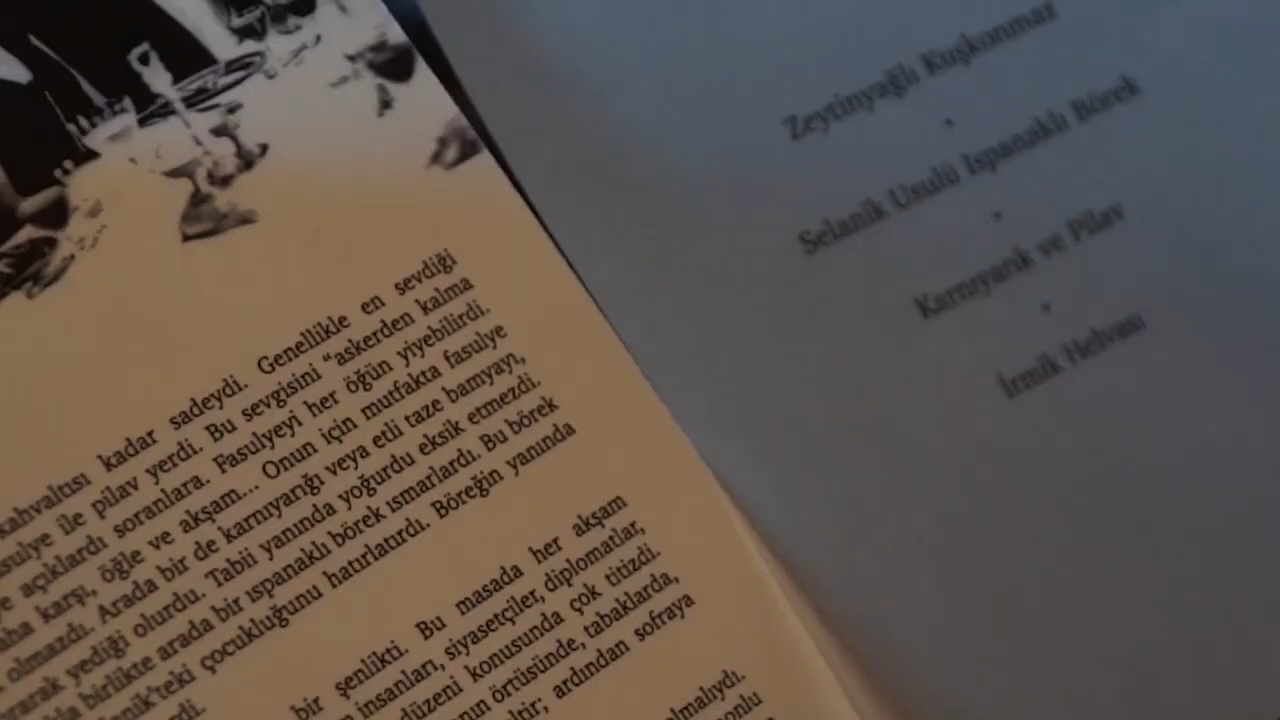 kahvaltısı kadar sadeydi. Genellikle en sevdiği
ile pilav yerdi. Bu sevgisini “askerden kalma
açıklardı soranlara. Fasulyeyi her öğün yiyebilirdi.
karşı, öğle ve akşam... Onun için mutfakta fasulye
olmazdı. Arada bir de karnıyarığı veya etli taze bamyayı,
yediği olurdu. Tabii yanında yoğurdu eksik etmezdi.
birlikte arada bir ıspanaklı börek ısmarlardı. Bu börek
çocukluğunu hatırlatırdı. Böreğin yanında
bir şenlikti. Bu masada her akşam
insanları, siyasetçiler, diplomatlar,
düzeni konusunda çok titizdi.
örtüsünde, tabaklarda,
ardından sofraya
Zeytinyağlı Kuşkonmaz
•
Selanik Usulü Ispanaklı Börek
•
Karnıyarık ve Pilav
•
İrmik Helvası